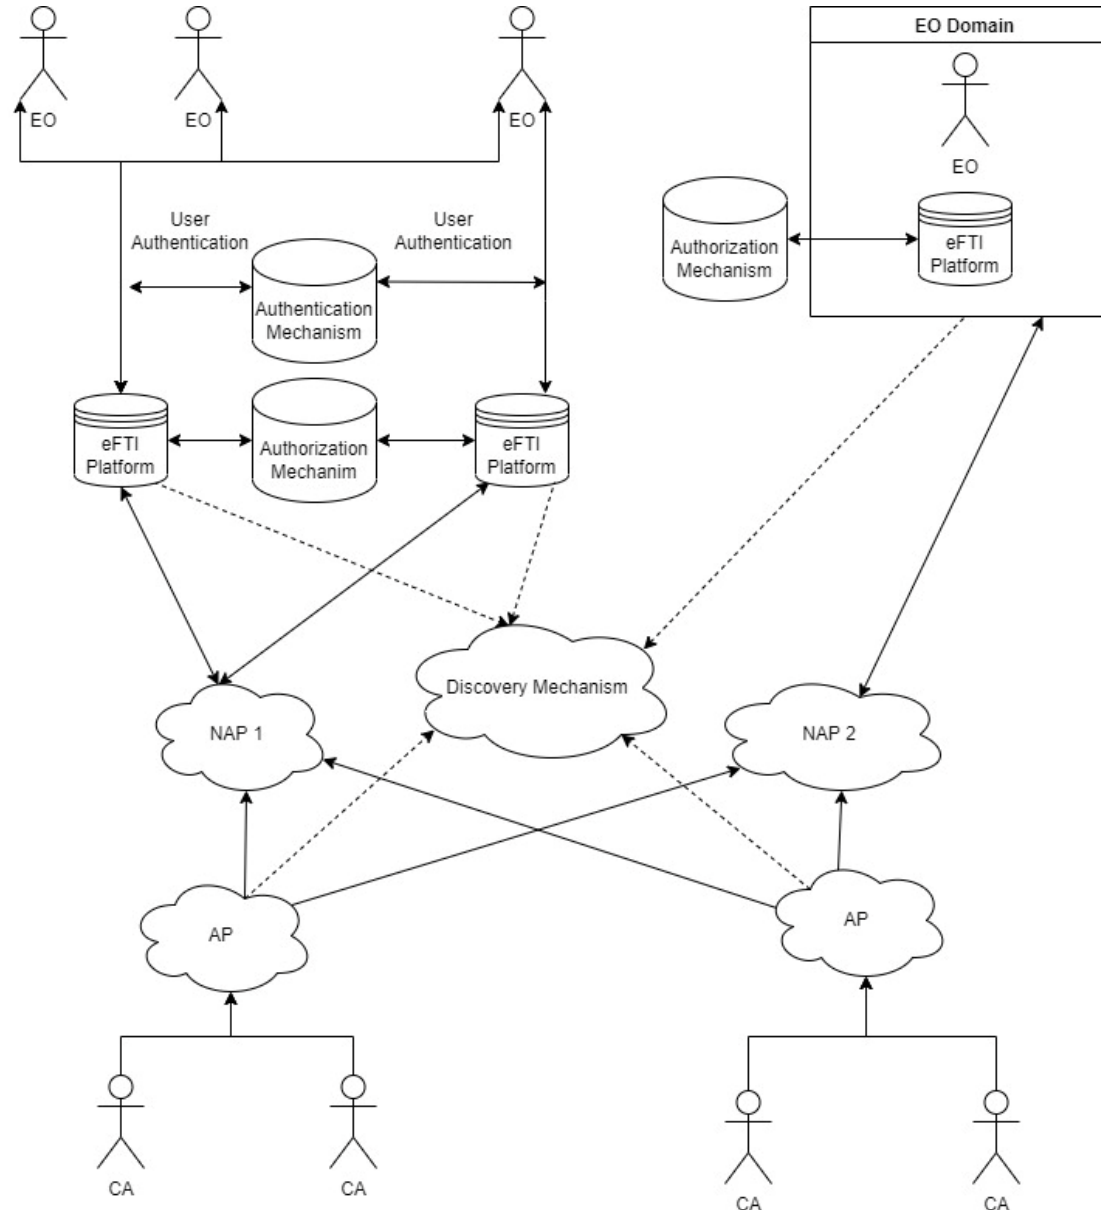 EO Domain
EO
EO
EO
EO
User
Authentication
User
Authentication
Authorization
Mechanism
eFTI
Platform
Authentication
Mechanism
eFTI
Platform
Authorization
Mechanim
eFTI
Platform
Discovery Mechanism
NAP 1
NAP 2
AP
AP
CA
CA
CA
CA